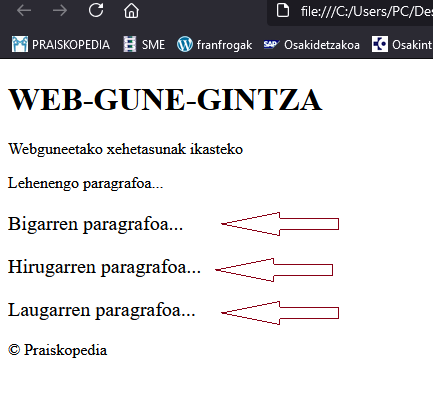 file:///C:/Users/PC/Des
PRAISKOPEDIA SME franfrogak SAP Osakidetzakoa Osakint
WEB-GUNE-GINTZA
Webguneetako xehetasunak ikasteko
Lehenengo paragrafoa...
Bigarren paragrafoa...
Hirugarren paragrafoa...
Laugarren paragrafoa...
© Praiskopedia